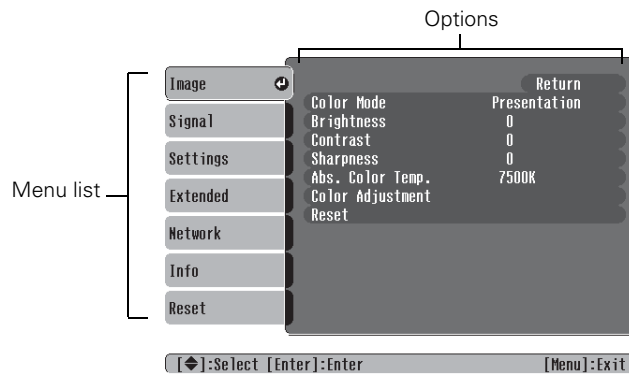 Options
Menu list
Image
Signal
Settings
Extended
Network
Info
Reset
Return
Color Mode Presentation
Brightness 0
Contrast 0
Sharpness 0
Abs. Color Temp. 7500K
Color Adjustment
Reset
[◆]:Select [Enter]:Enter [Menu]:Exit